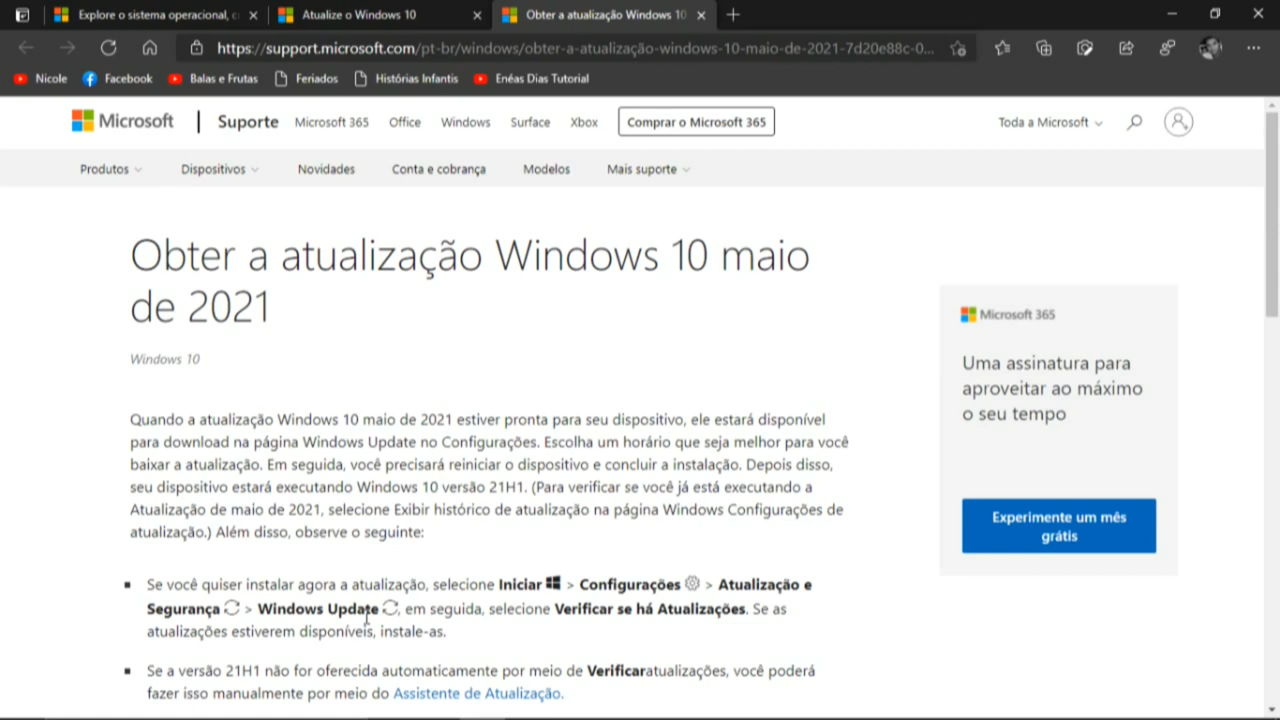 Explore o sistema operacional, c
Atualize o Windows 10
Obter a atualização Windows 10
https://support.microsoft.com/pt-br/windows/obter-a-atualização-windows-10-maio-de-2021-7d20e88c-0...
Nicole
Facebook
Balas e Frutas
Feriados
Histórias Infantis
Enéas Dias Tutorial
Microsoft
Suporte
Microsoft 365
Office
Windows
Surface
Xbox
Comprar o Microsoft 365
Toda a Microsoft
Produtos
Dispositivos
Novidades
Conta e cobrança
Modelos
Mais suporte
Obter a atualização Windows 10 maio
de 2021
Windows 10
Quando a atualização Windows 10 maio de 2021 estiver pronta para seu dispositivo, ele estará disponível
para download na página Windows Update no Configurações. Escolha um horário que seja melhor para você
baixar a atualização. Em seguida, você precisará reiniciar o dispositivo e concluir a instalação. Depois disso,
seu dispositivo estará executando Windows 10 versão 21H1. (Para verificar se você já está executando a
Atualização de maio de 2021, selecione Exibir histórico de atualização na página Windows Configurações de
atualização.) Além disso, observe o seguinte:
Se você quiser instalar agora a atualização, selecione Iniciar > Configurações > Atualização e
Segurança > Windows Update , em seguida, selecione Verificar se há Atualizações. Se as
atualizações estiverem disponíveis, instale-as.
Se a versão 21H1 não for oferecida automaticamente por meio de Verificaratualizações, você poderá
fazer isso manualmente por meio do Assistente de Atualização.
Microsoft 365
Uma assinatura para
aproveitar ao máximo
o seu tempo
Experimente um mês
grátis